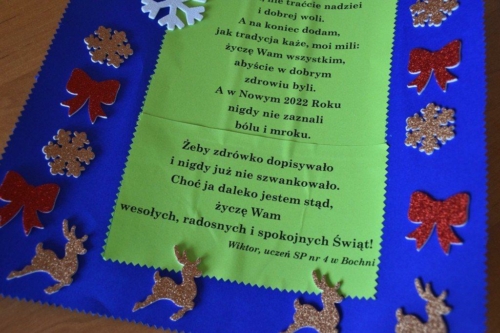 nie traćcie nadziei
i dobrej woli.
A na koniec dodam,
jak tradycja każe, moi mili:
życzę Wam wszystkim,
abyście w dobrym
zdrowiu byli.
A w Nowym 2022 Roku
nigdy nie zaznali
bólu i mroku.
Żeby zdrówko dopisywało
i nigdy już nie szwankowało.
Choć ja daleko jestem stąd,
życzę Wam
wesołych, radosnych i spokojnych Świąt!
Wiktor, uczeń SP nr 4 w Bochni